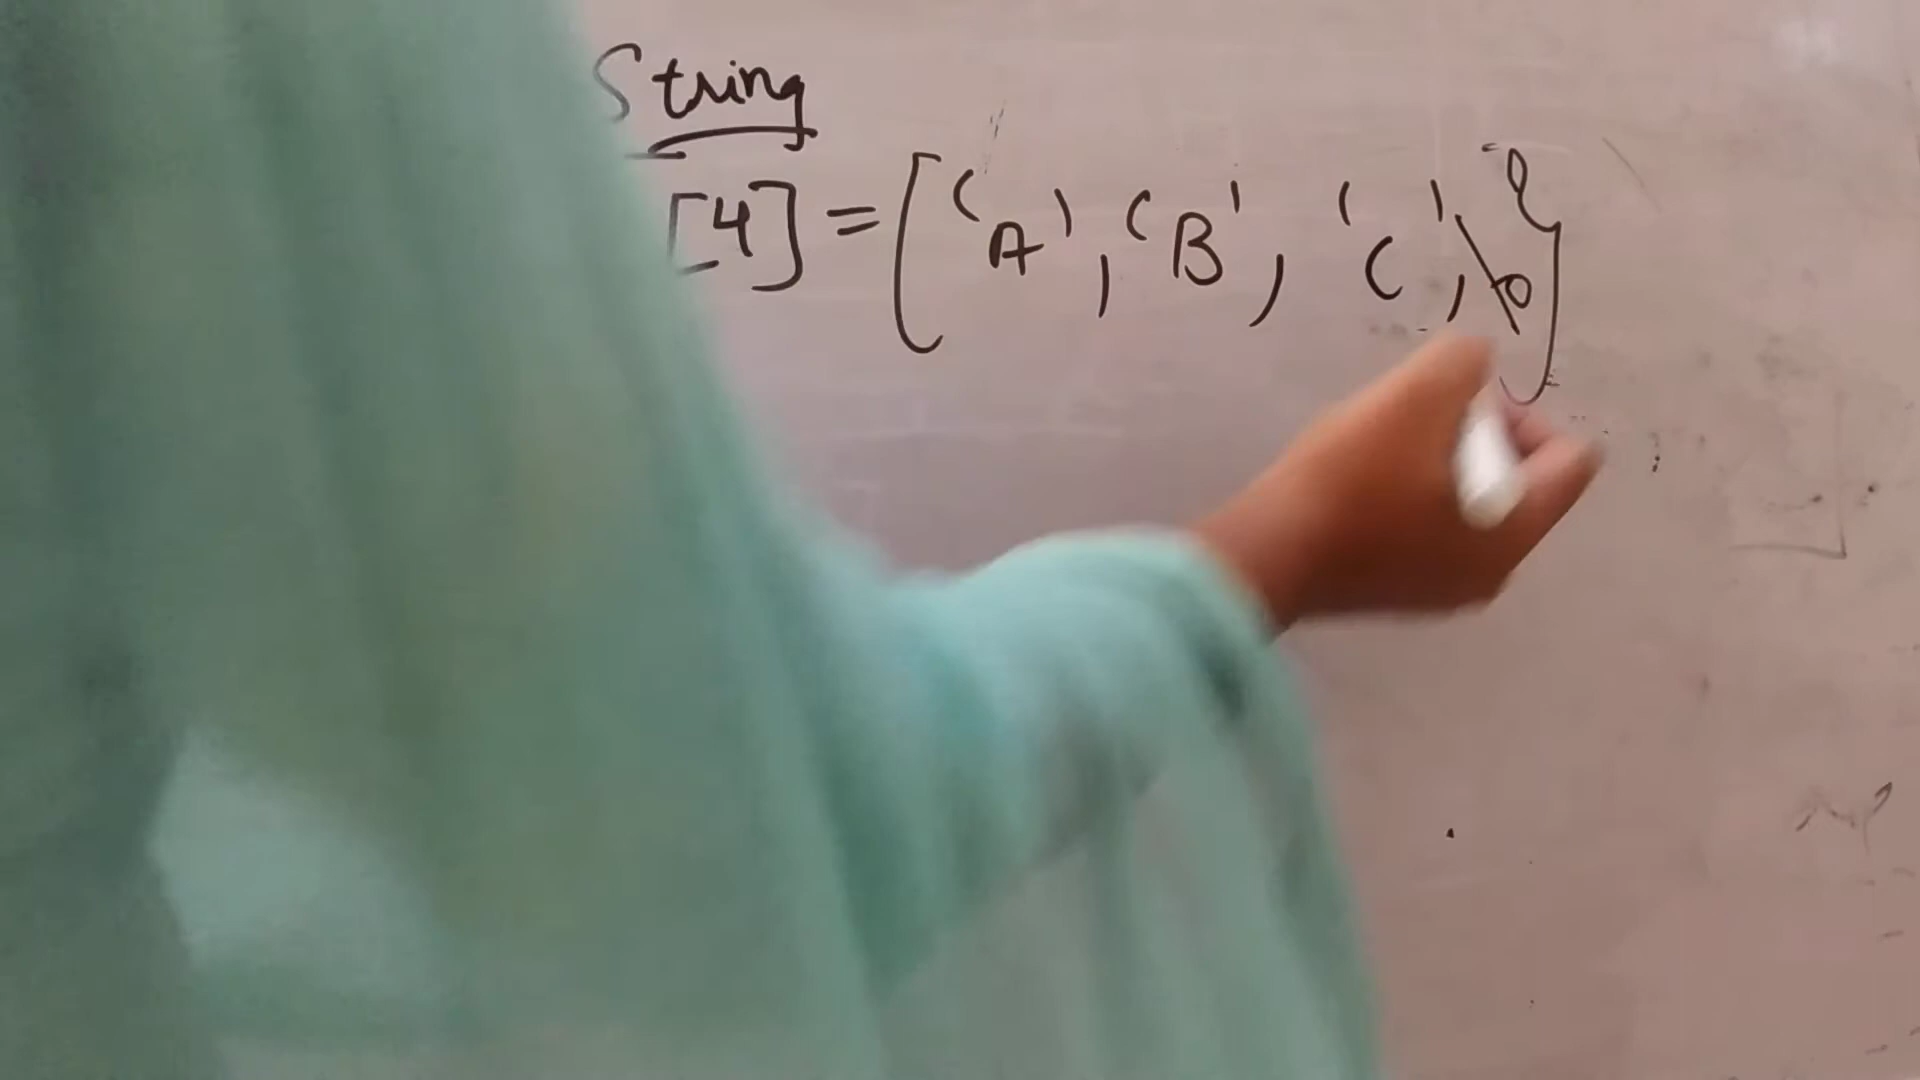 String
[4] = ['A', 'B', 'C', \0}